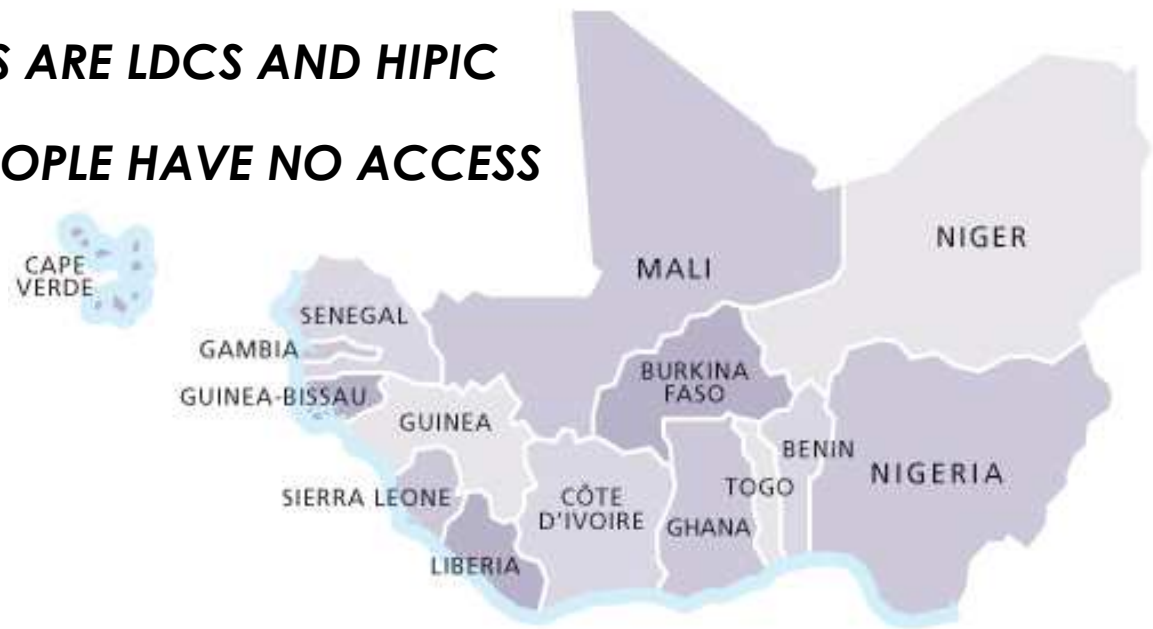 S ARE LDCS AND HIPIC
OPLE HAVE NO ACCESS
CAPE
VERDE
SENEGAL
GAMBIA
GUINEA-BISSAU
GUINEA
SIERRA LEONE
LIBERIA
MALI
BURKINA
FASO
CÔTE
D'IVOIRE
GHANA
TOGO
BENIN
NIGER
NIGERIA